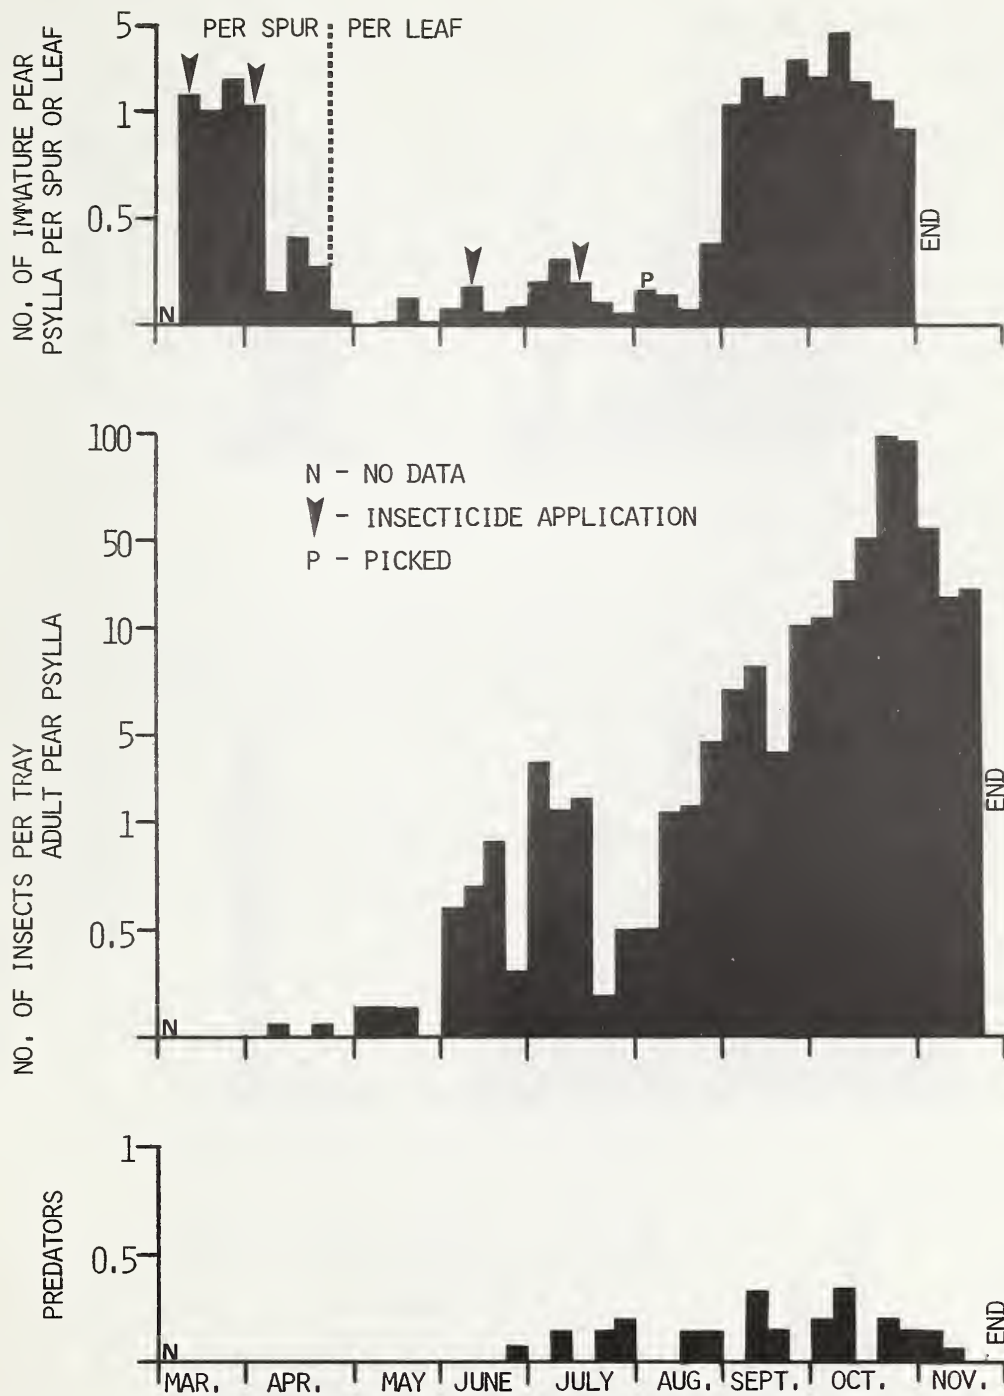 NO. OF IMMATURE PEAR
PSYLLA PER SPUR OR LEAF
5
1
0.5
PER SPUR
PER LEAF
N
P
END
NO. OF INSECTS PER TRAY
ADULT PEAR PSYLLA
100
50
10
5
1
0.5
N - NO DATA
- INSECTICIDE APPLICATION
P - PICKED
N
END
PREDATORS
1
0.5
N
END
MAR. APR. MAY JUNE JULY AUG. SEPT. OCT. NOV.